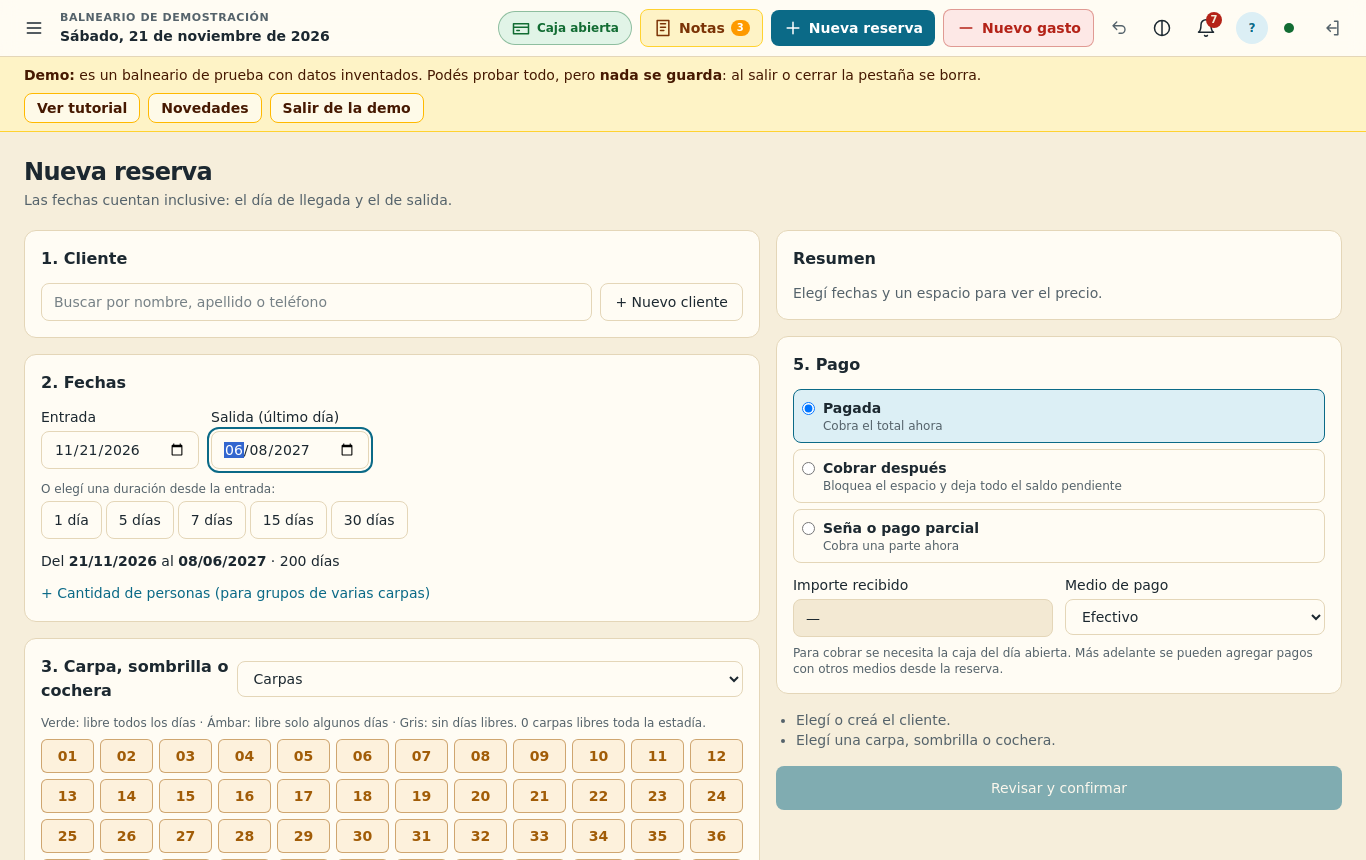 BALNEARIO DE DEMOSTRACIÓN
Sábado, 21 de noviembre de 2026
Caja abierta
Notas 3
Nueva reserva
Nuevo gasto
7
?
Demo: es un balneario de prueba con datos inventados. Podés probar todo, pero nada se guarda: al salir o cerrar la pestaña se borra.
Ver tutorial
Novedades
Salir de la demo
Nueva reserva
Las fechas cuentan inclusive: el día de llegada y el de salida.
1. Cliente
Buscar por nombre, apellido o teléfono
+ Nuevo cliente
2. Fechas
Entrada
Salida (último día)
11/21/2026
06/08/2027
O elegí una duración desde la entrada:
1 día
5 días
7 días
15 días
30 días
Del 21/11/2026 al 08/06/2027 · 200 días
+ Cantidad de personas (para grupos de varias carpas)
3. Carpa, sombrilla o cochera
Carpas
Verde: libre todos los días · Ámbar: libre solo algunos días · Gris: sin días libres. 0 carpas libres toda la estadía.
01 02 03 04 05 06 07 08 09 10 11 12
13 14 15 16 17 18 19 20 21 22 23 24
25 26 27 28 29 30 31 32 33 34 35 36
Resumen
Elegí fechas y un espacio para ver el precio.
5. Pago
Pagada
Cobra el total ahora
Cobrar después
Bloquea el espacio y deja todo el saldo pendiente
Seña o pago parcial
Cobra una parte ahora
Importe recibido
Medio de pago
—
Efectivo
Para cobrar se necesita la caja del día abierta. Más adelante se pueden agregar pagos
con otros medios desde la reserva.
• Elegí o creá el cliente.
• Elegí una carpa, sombrilla o cochera.
Revisar y confirmar